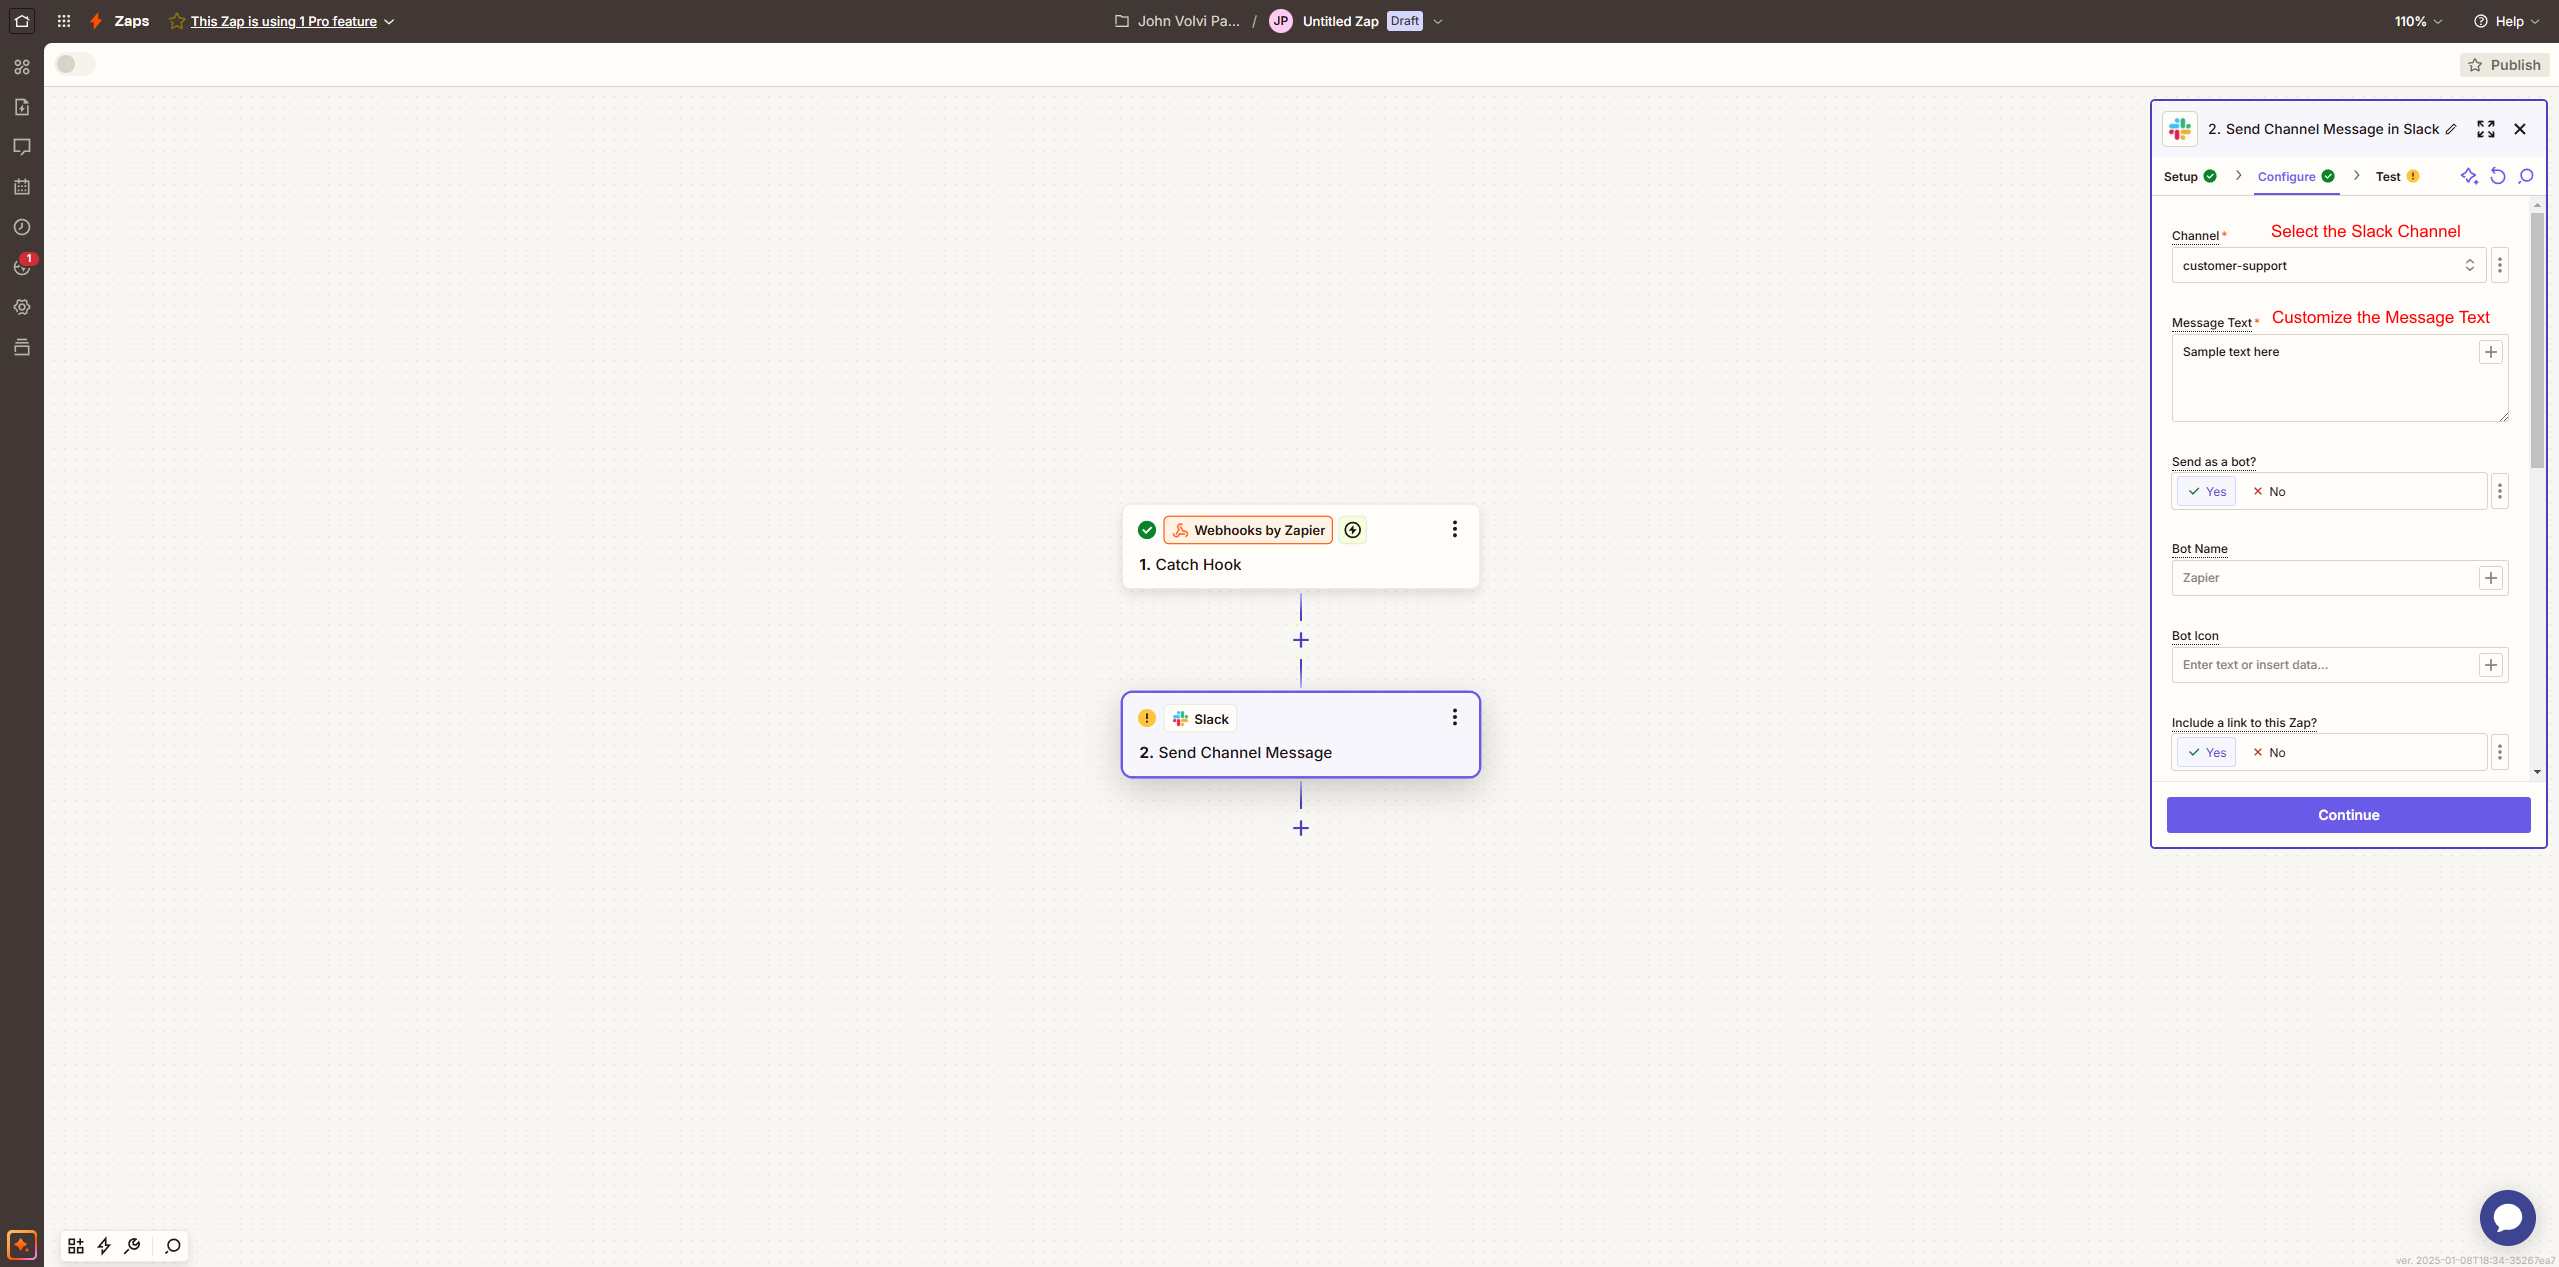 Zaps
This Zap is using 1 Pro feature
John Volvi Pa... / JP Untitled Zap Draft
110%
Help
Publish
1
2. Send Channel Message in Slack
Setup
Configure
Test
Channel*
Select the Slack Channel
customer-support
Message Text*
Customize the Message Text
Sample text here
Send as a bot?
Yes
No
Bot Name
Zapier
Bot Icon
Enter text or insert data...
Include a link to this Zap?
Yes
No
Continue
Webhooks by Zapier
1. Catch Hook
Slack
2. Send Channel Message
ver. 2025-01-08T18:34-35267ea7